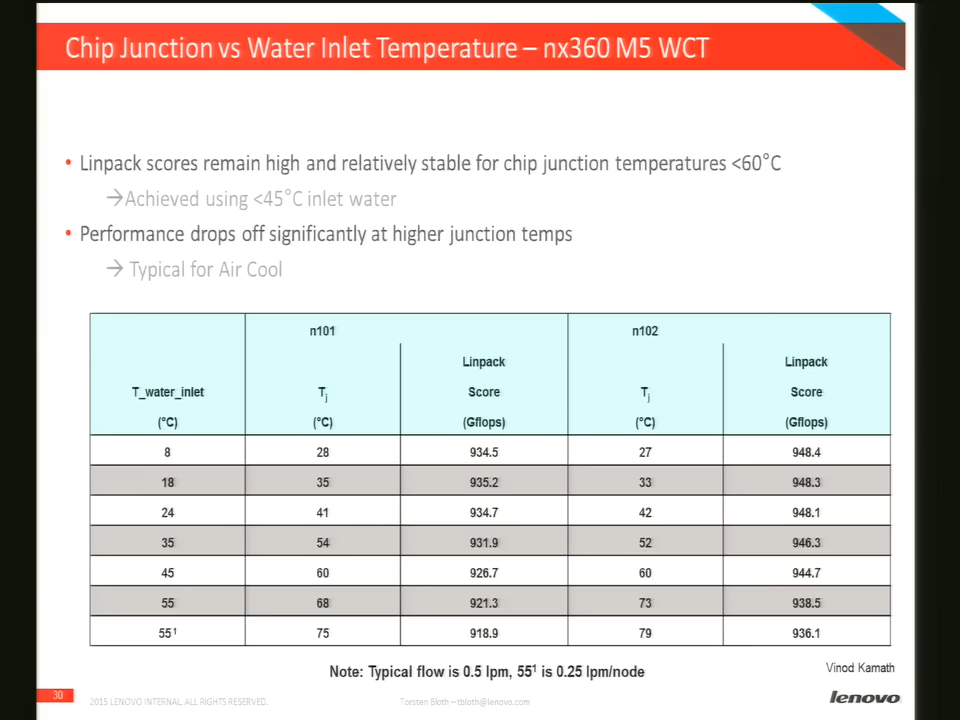 Chip Junction vs Water Inlet Temperature – nx360 M5 WCT
• Linpack scores remain high and relatively stable for chip junction temperatures <60°C
→Achieved using <45°C inlet water
• Performance drops off significantly at higher junction temps
→ Typical for Air Cool
n101 n102
Linpack Linpack
T_water_inlet Tj Score Tj Score
(°C) (°C) (Gflops) (°C) (Gflops)
8 28 934.5 27 948.4
18 35 935.2 33 948.3
24 41 934.7 42 948.1
35 54 931.9 52 946.3
45 60 926.7 60 944.7
55 68 921.3 73 938.5
55¹ 75 918.9 79 936.1
Note: Typical flow is 0.5 lpm, 55¹ is 0.25 lpm/node
Vinod Kamath
30 2015 LENOVO INTERNAL. ALL RIGHTS RESERVED. Torsten Bloth – tbloth@lenovo.com lenovo